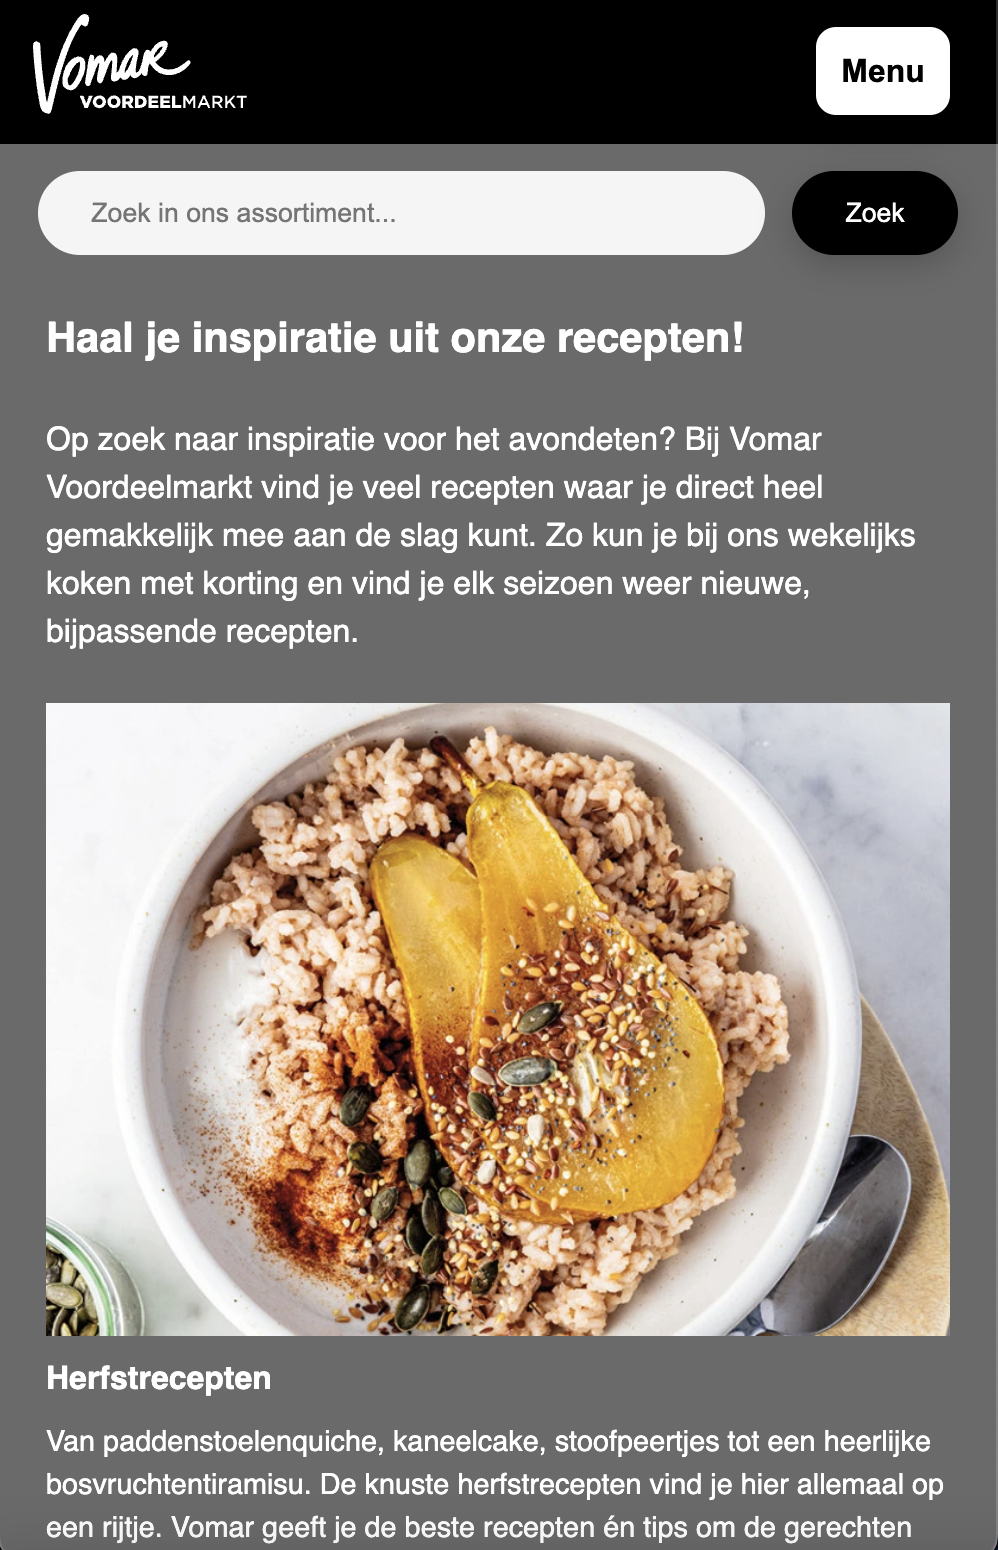 Vomar
VOORDEELMARKT
Menu
Zoek in ons assortiment...
Zoek
Haal je inspiratie uit onze recepten!
Op zoek naar inspiratie voor het avondeten? Bij Vomar
Voordeelmarkt vind je veel recepten waar je direct heel
gemakkelijk mee aan de slag kunt. Zo kun je bij ons wekelijks
koken met korting en vind je elk seizoen weer nieuwe,
bijpassende recepten.
Herfstrecepten
Van paddenstoelenquiche, kaneelcake, stoofpeertjes tot een heerlijke
bosvruchtentiramisu. De knuste herfstrecepten vind je hier allemaal op
een rijtje. Vomar geeft je de beste recepten én tips om de gerechten